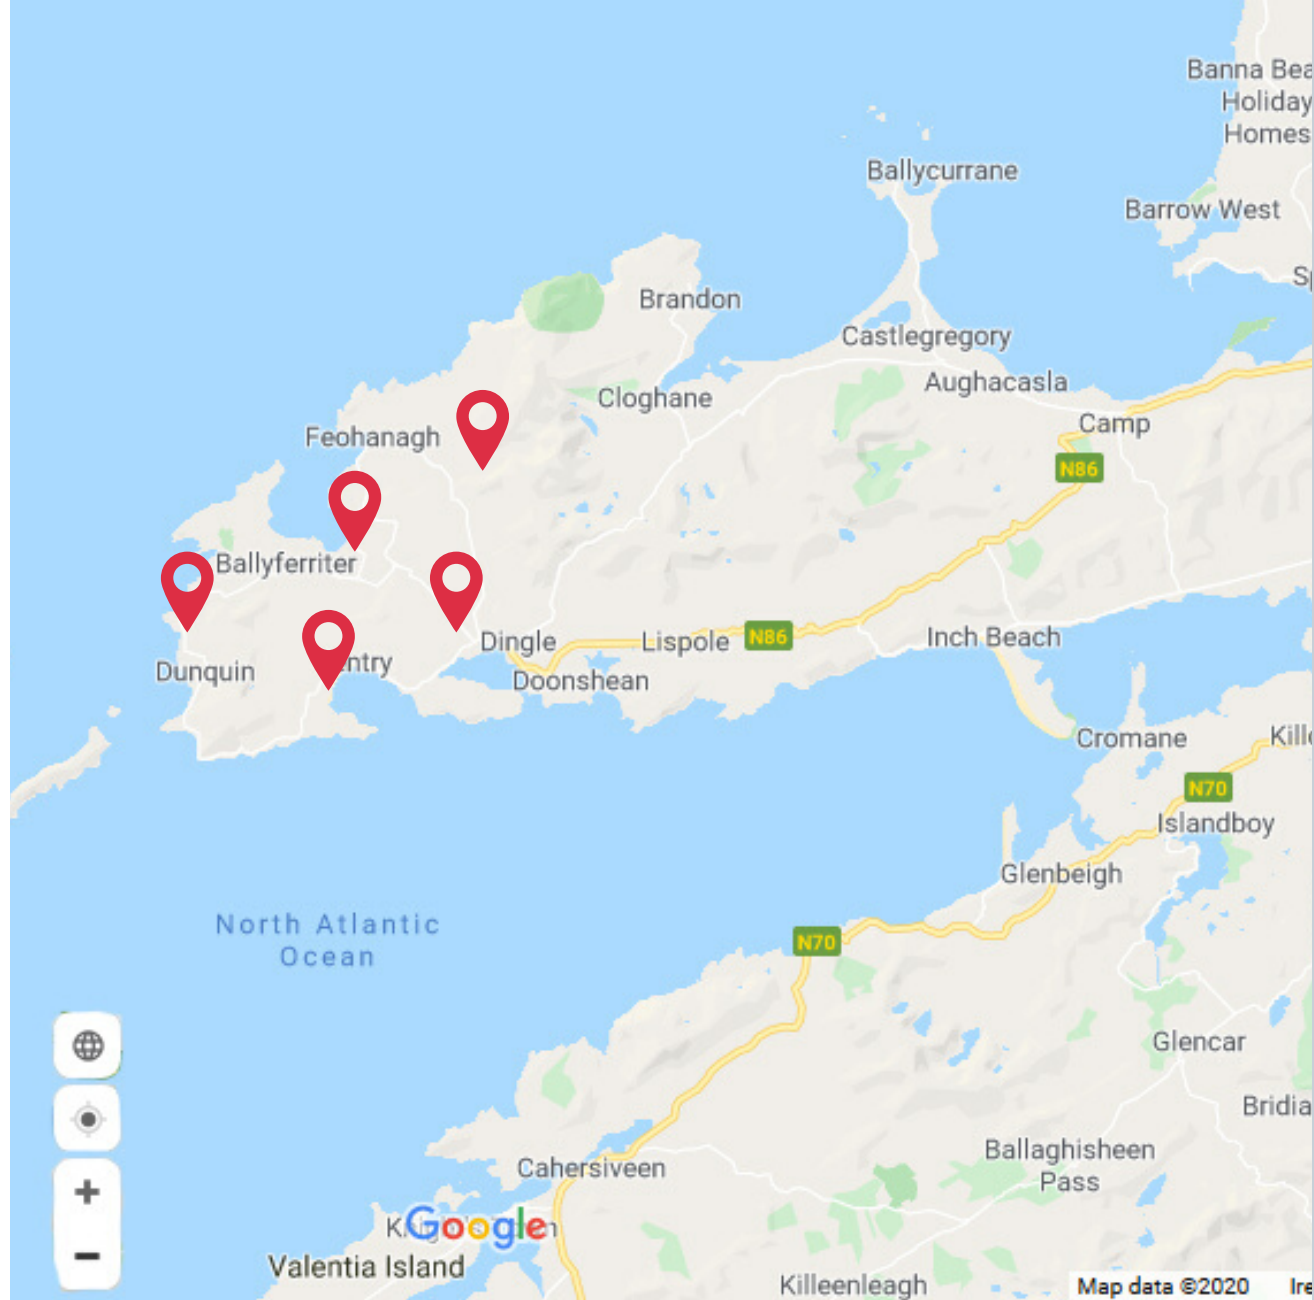 Banna Bea
Holiday
Homes
Ballycurrane
Barrow West
Brandon
Castlegregory
Aughacasla
Cloghane
Camp
Feohanagh
N86
Ballyferriter
Dingle
Lispole
N86
Inch Beach
Dunquin
ntry
Doonshean
Cromane
N70
Islandboy
Glenbeigh
North Atlantic
Ocean
N70
Glencar
Bridia
Ballaghisheen
Pass
Cahersiveen
Google
Valentia Island
Killeenleagh
Map data ©2020
Ire